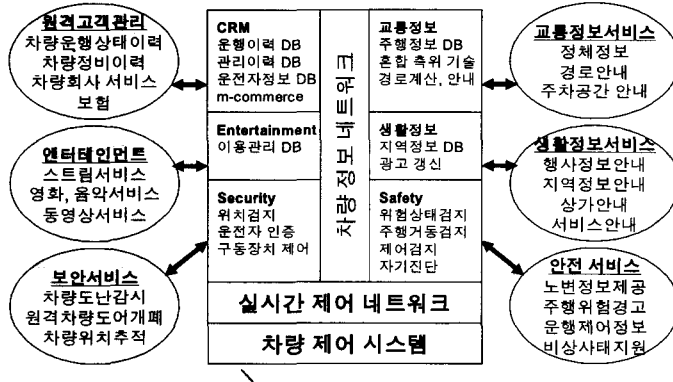 원격고객관리
차량운행상태이력
차량정비이력
차량회사 서비스
보험
엔터테인먼트
스트림서비스
영화, 음악서비스
동영상서비스
보안서비스
차량도난감시
원격차량도어개폐
차량위치추적
CRM
운행이력 DB
관리이력 DB
운전자정보 DB
m-commerce
Entertainment
이용관리 DB
Security
위치검지
운전자 인증
구동장치 제어
차량 정보 네트워크
교통정보
주행정보 DB
혼합 측위 기술
경로계산, 안내
생활정보
지역정보 DB
광고 갱신
Safety
위험상태검지
주행거동검지
제어검지
자기진단
실시간 제어 네트워크
차량 제어 시스템
교통정보서비스
정체정보
경로안내
주차공간 안내
생활정보서비스
행사정보안내
지역정보안내
상가안내
서비스안내
안전 서비스
노변정보제공
주행위험경고
운행제어정보
비상사태지원